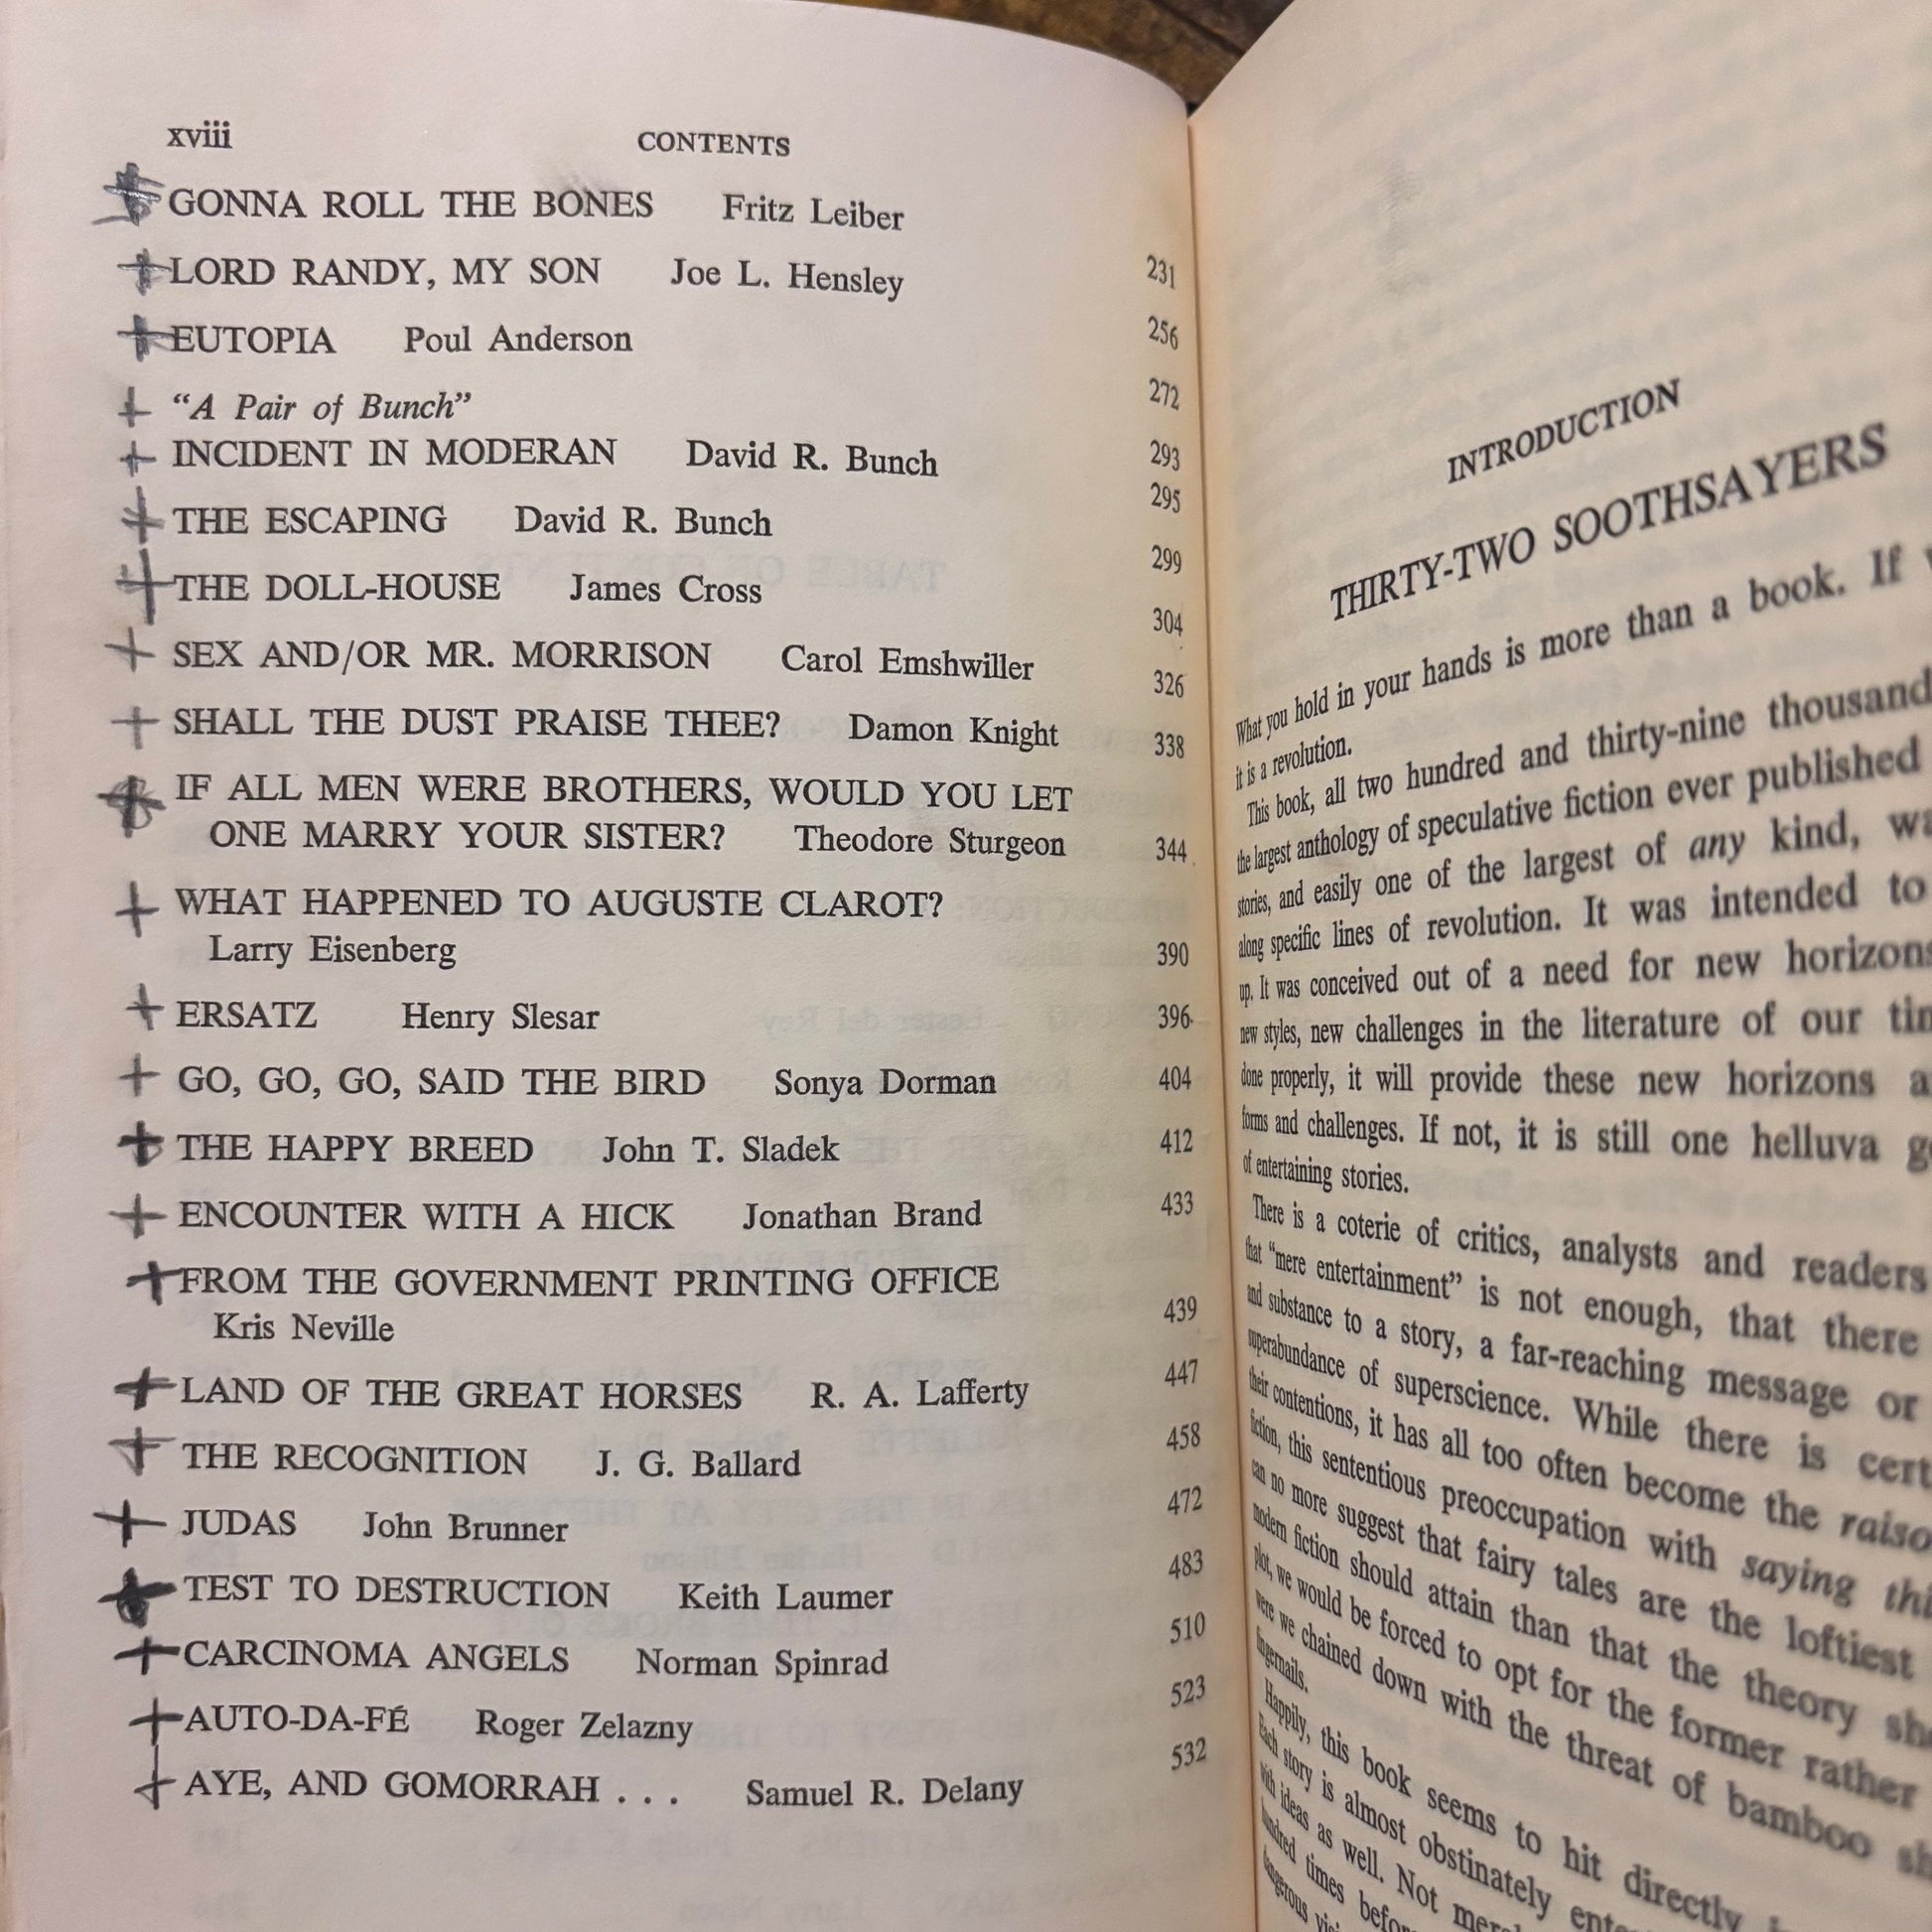 xviii CONTENTS
GONNA ROLL THE BONES Fritz Leiber 231
LORD RANDY, MY SON Joe L. Hensley 256
EUTOPIA Poul Anderson 272
“A Pair of Bunch” 293
INCIDENT IN MODERAN David R. Bunch 295
THE ESCAPING David R. Bunch 299
THE DOLL-HOUSE James Cross 304
SEX AND/OR MR. MORRISON Carol Emshwiller 326
SHALL THE DUST PRAISE THEE? Damon Knight 338
IF ALL MEN WERE BROTHERS, WOULD YOU LET
ONE MARRY YOUR SISTER? Theodore Sturgeon 344
WHAT HAPPENED TO AUGUSTE CLAROT?
Larry Eisenberg 390
ERSATZ Henry Slesar 396
GO, GO, GO, SAID THE BIRD Sonya Dorman 404
THE HAPPY BREED John T. Sladek 412
ENCOUNTER WITH A HICK Jonathan Brand 433
FROM THE GOVERNMENT PRINTING OFFICE
Kris Neville 439
LAND OF THE GREAT HORSES R. A. Lafferty 447
THE RECOGNITION J. G. Ballard 458
JUDAS John Brunner 472
TEST TO DESTRUCTION Keith Laumer 483
CARCINOMA ANGELS Norman Spinrad 510
AUTO-DA-FÉ Roger Zelazny 523
AYE, AND GOMORRAH . . . Samuel R. Delany 532
INTRODUCTION
THIRTY-TWO SOOTHSAYERS
What you hold in your hands is more than a book. If
it is a revolution.
This book, all two hundred and thirty-nine thousand
the largest anthology of speculative fiction ever published
stories, and easily one of the largest of any kind,
along specific lines of revolution. It was intended to
up. It was conceived out of a need for new horizons
new styles, new challenges in the literature of our
done properly, it will provide these new horizons
forms and challenges. If not, it is still one helluva
of entertaining stories.
There is a coterie of critics, analysts and readers
that “mere entertainment” is not enough, that there
and substance to a story, a far-reaching message or
superabundance of superscience. While there is
their contentions, it has all too often become the
fiction, this sententious preoccupation with saying
can no more suggest that fairy tales are the loftiest
modern fiction should attain than that the theory
plot, we would be forced to opt for the former rather
were we chained down with the threat of bamboo
fingernails.
Happily, this book seems to hit directly
Each story is almost obstinately
with ideas as well. Not
hundred times
dangerous